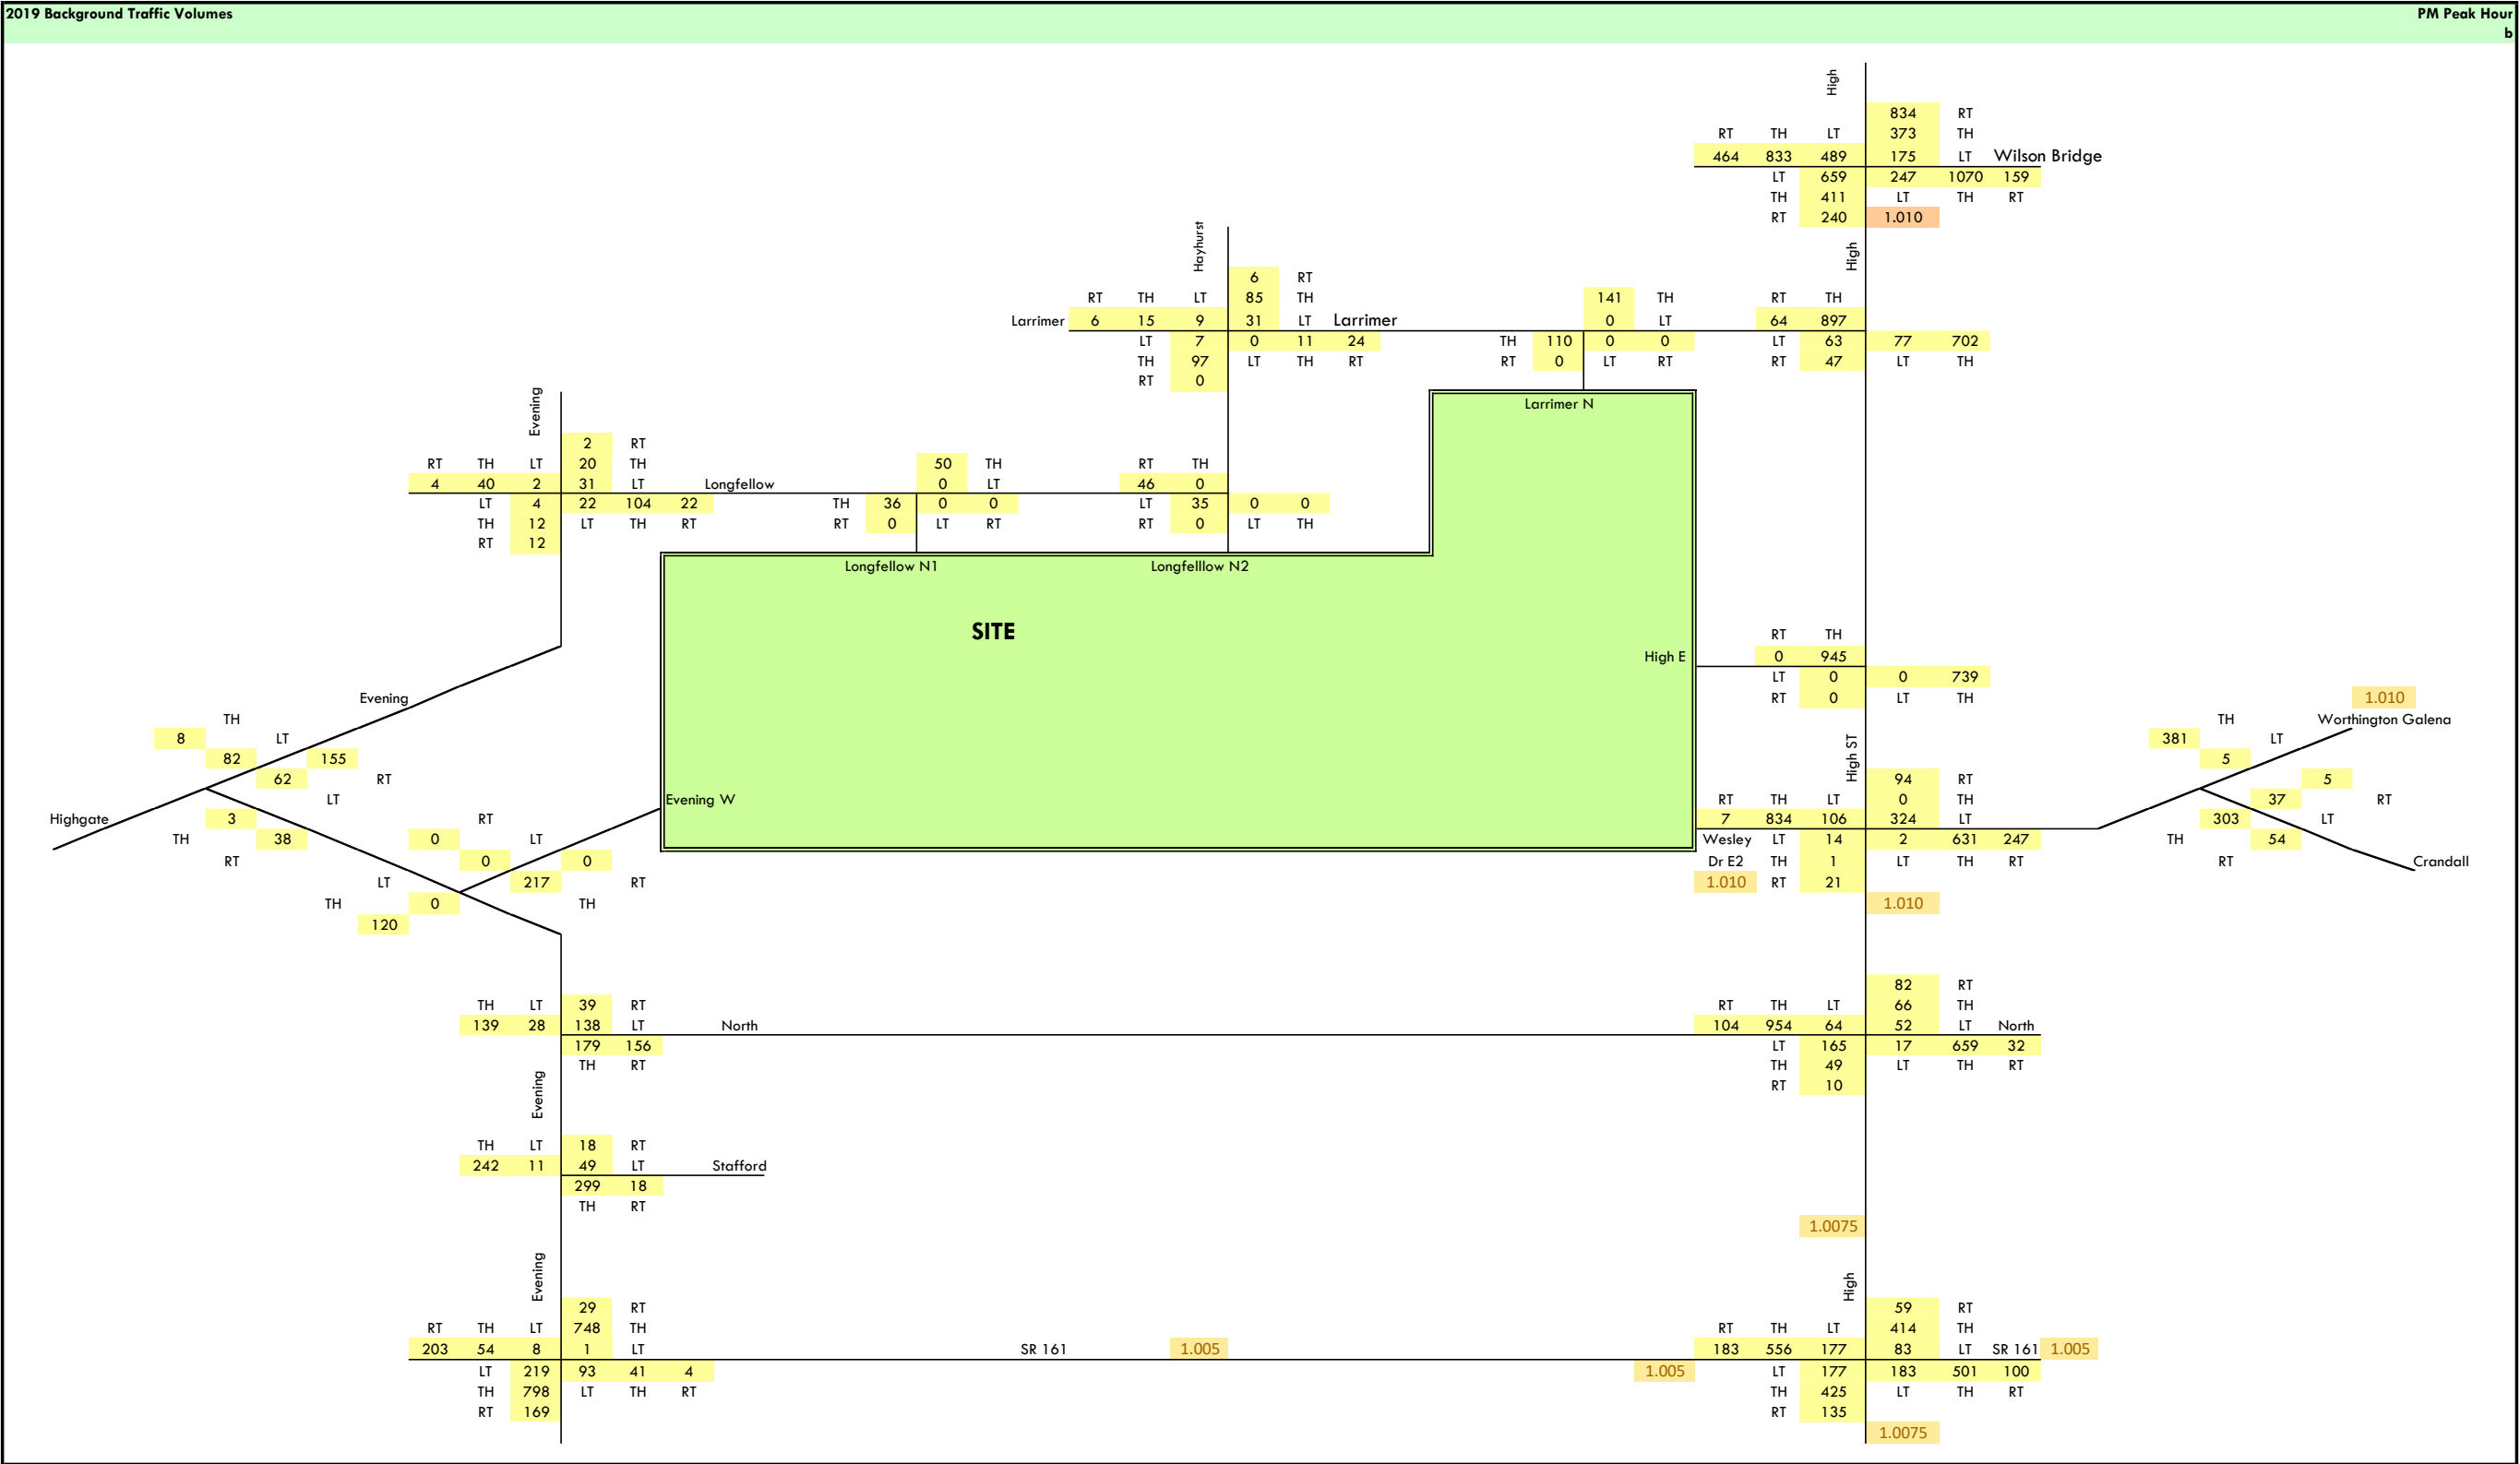 2019 Background Traffic Volumes PM Peak Hour
b
High
834 RT
RT TH LT 373 TH
464 833 489 175 LT Wilson Bridge
LT 659 247 1070 159
TH 411 LT TH RT
RT 240 1.010
Hayhurst High
6 RT
RT TH LT 85 TH 141 TH RT TH
Larrimer 6 15 9 31 LT Larrimer 0 LT 64 897
LT 7 0 11 24 TH 110 0 0 LT 63 77 702
TH 97 LT TH RT RT 0 LT RT RT 47 LT TH
RT 0
Evening Larrimer N
2 RT
RT TH LT 20 TH 50 TH RT TH
4 40 2 31 LT Longfellow 0 LT 46 0
LT 4 22 104 22 TH 36 0 0 LT 35 0 0
TH 12 LT TH RT RT 0 LT RT RT 0 LT TH
RT 12
Longfellow N1 Longfelllow N2
SITE
RT TH
High E 0 945
LT 0 0 739
Evening RT 0 LT TH 1.010
TH TH Worthington Galena
8 LT High ST 381 LT
82 155 5
62 RT 94 RT 5
LT Evening W RT TH LT 0 TH 37 RT
Highgate 3 RT 7 834 106 324 LT 303 LT
TH 38 0 LT Wesley LT 14 2 631 247 TH 54
RT 0 0 Dr E2 TH 1 LT TH RT RT Crandall
LT 217 RT 1.010 RT 21
TH 0 TH 1.010
120
82 RT
TH LT 39 RT RT TH LT 66 TH
139 28 138 LT North 104 954 64 52 LT North
179 156 LT 165 17 659 32
TH RT TH 49 LT TH RT
Evening RT 10
TH LT 18 RT
242 11 49 LT Stafford
299 18
TH RT
1.0075
Evening High
29 RT 59 RT
RT TH LT 748 TH RT TH LT 414 TH
203 54 8 1 LT SR 161 1.005 183 556 177 83 LT SR 161 1.005
LT 219 93 41 4 1.005 LT 177 183 501 100
TH 798 LT TH RT TH 425 LT TH RT
RT 169 RT 135
1.0075